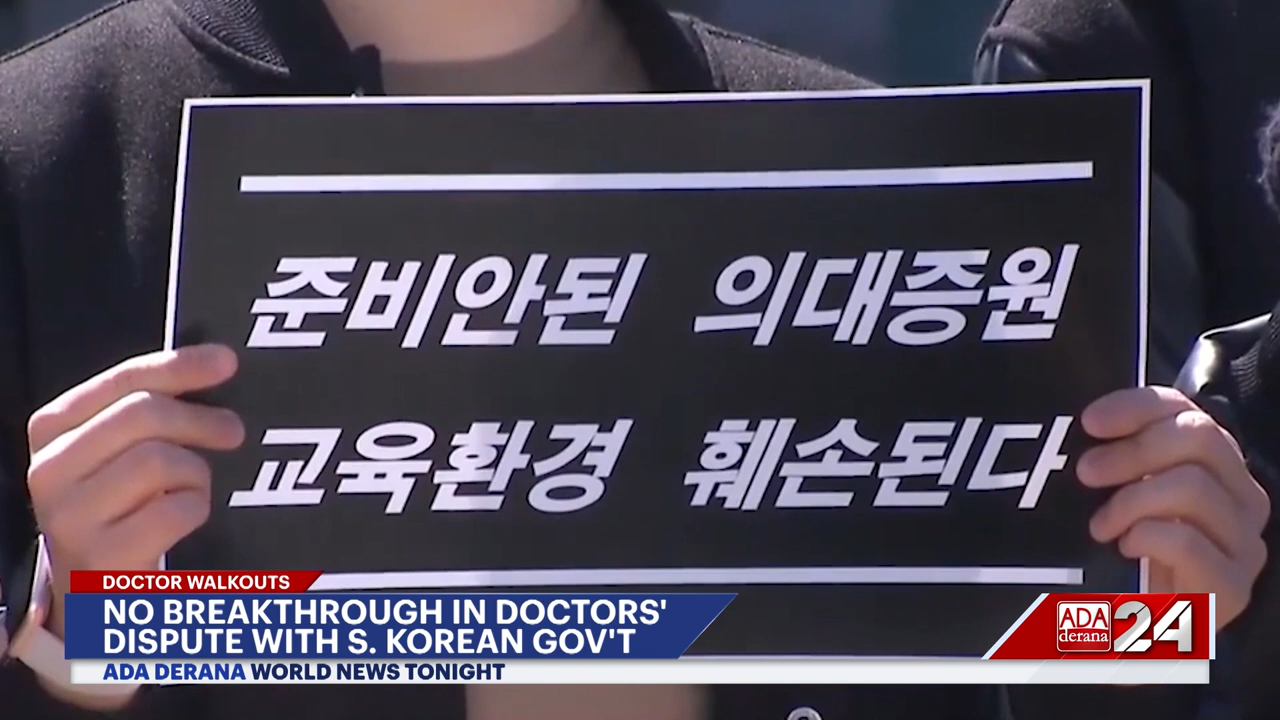 준비안된 의대증원
교육환경 훼손된다
DOCTOR WALKOUTS
NO BREAKTHROUGH IN DOCTORS'
DISPUTE WITH S. KOREAN GOV'T
ADA DERANA WORLD NEWS TONIGHT
ADA
derana
24